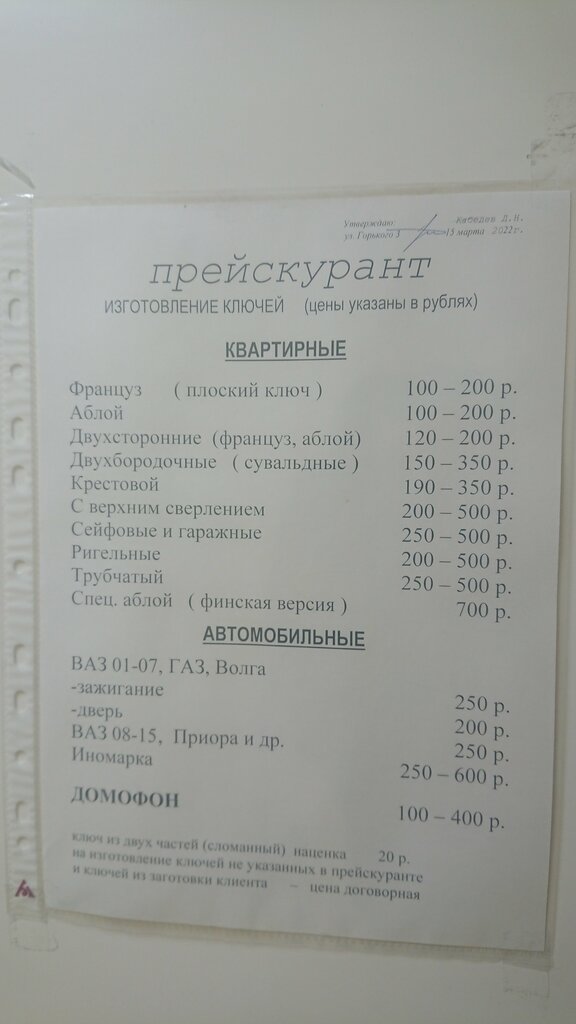 Утверждаю: Лебедев Д.Н.
ул. Горького 3 15 марта 2022г.
прейскурант
ИЗГОТОВЛЕНИЕ КЛЮЧЕЙ (цены указаны в рублях)
КВАРТИРНЫЕ
Француз ( плоский ключ ) 100 – 200 р.
Аблой 100 – 200 р.
Двухсторонние (француз, аблой) 120 – 200 р.
Двухбородочные ( сувальдные ) 150 – 350 р.
Крестовой 190 – 350 р.
С верхним сверлением 200 – 500 р.
Сейфовые и гаражные 250 – 500 р.
Ригельные 200 – 500 р.
Трубчатый 250 – 500 р.
Спец. аблой ( финская версия ) 700 р.
АВТОМОБИЛЬНЫЕ
ВАЗ 01-07, ГАЗ, Волга
-зажигание 250 р.
-дверь 200 р.
ВАЗ 08-15, Приора и др. 250 р.
Иномарка 250 – 600 р.
ДОМОФОН 100 – 400 р.
ключ из двух частей (сломанный) наценка 20 р.
на изготовление ключей не указанных в прейскуранте
и ключей из заготовки клиента – цена договорная